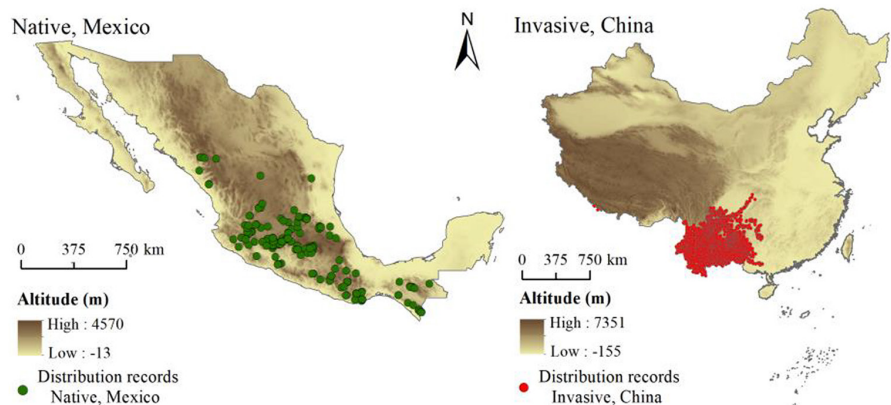 Native, Mexico
N
Invasive, China
0 375 750 km
Altitude (m)
High : 4570
Low : -13
Distribution records
Native, Mexico
0 375 750 km
Altitude (m)
High : 7351
Low : -155
Distribution records
Invasive, China